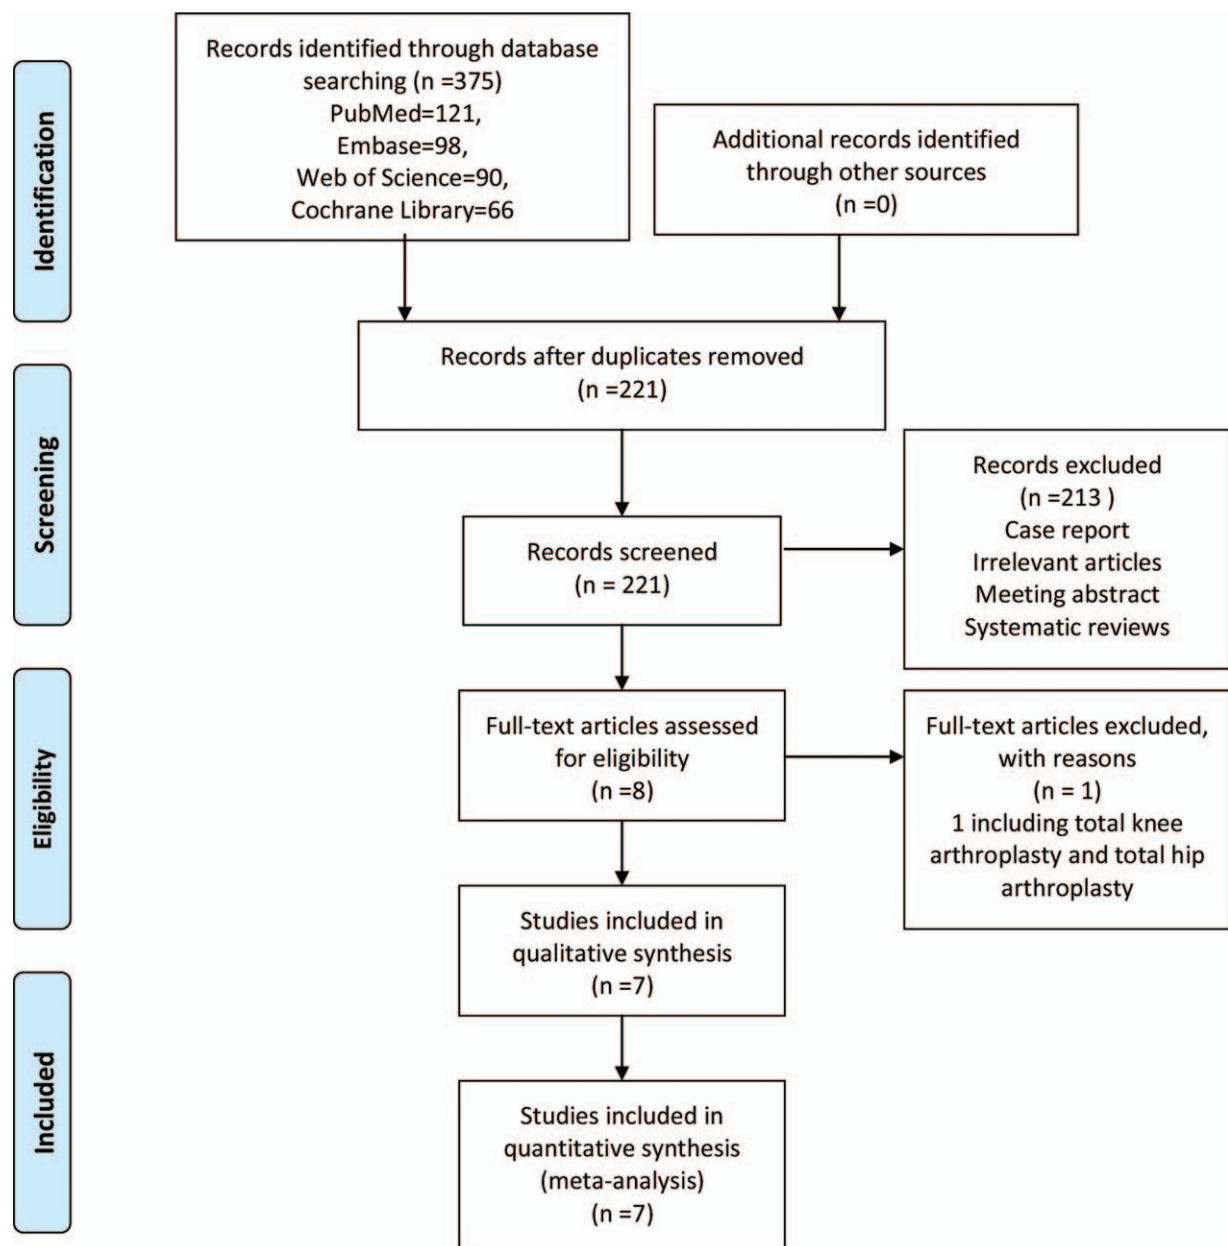 Identification
Records identified through database
searching (n =375)
PubMed=121,
Embase=98,
Web of Science=90,
Cochrane Library=66
Additional records identified
through other sources
(n =0)
Records after duplicates removed
(n =221)
Screening
Records screened
(n = 221)
Records excluded
(n =213 )
Case report
Irrelevant articles
Meeting abstract
Systematic reviews
Eligibility
Full-text articles assessed
for eligibility
(n =8)
Full-text articles excluded,
with reasons
(n = 1)
1 including total knee
arthroplasty and total hip
arthroplasty
Studies included in
qualitative synthesis
(n =7)
Included
Studies included in
quantitative synthesis
(meta-analysis)
(n =7)